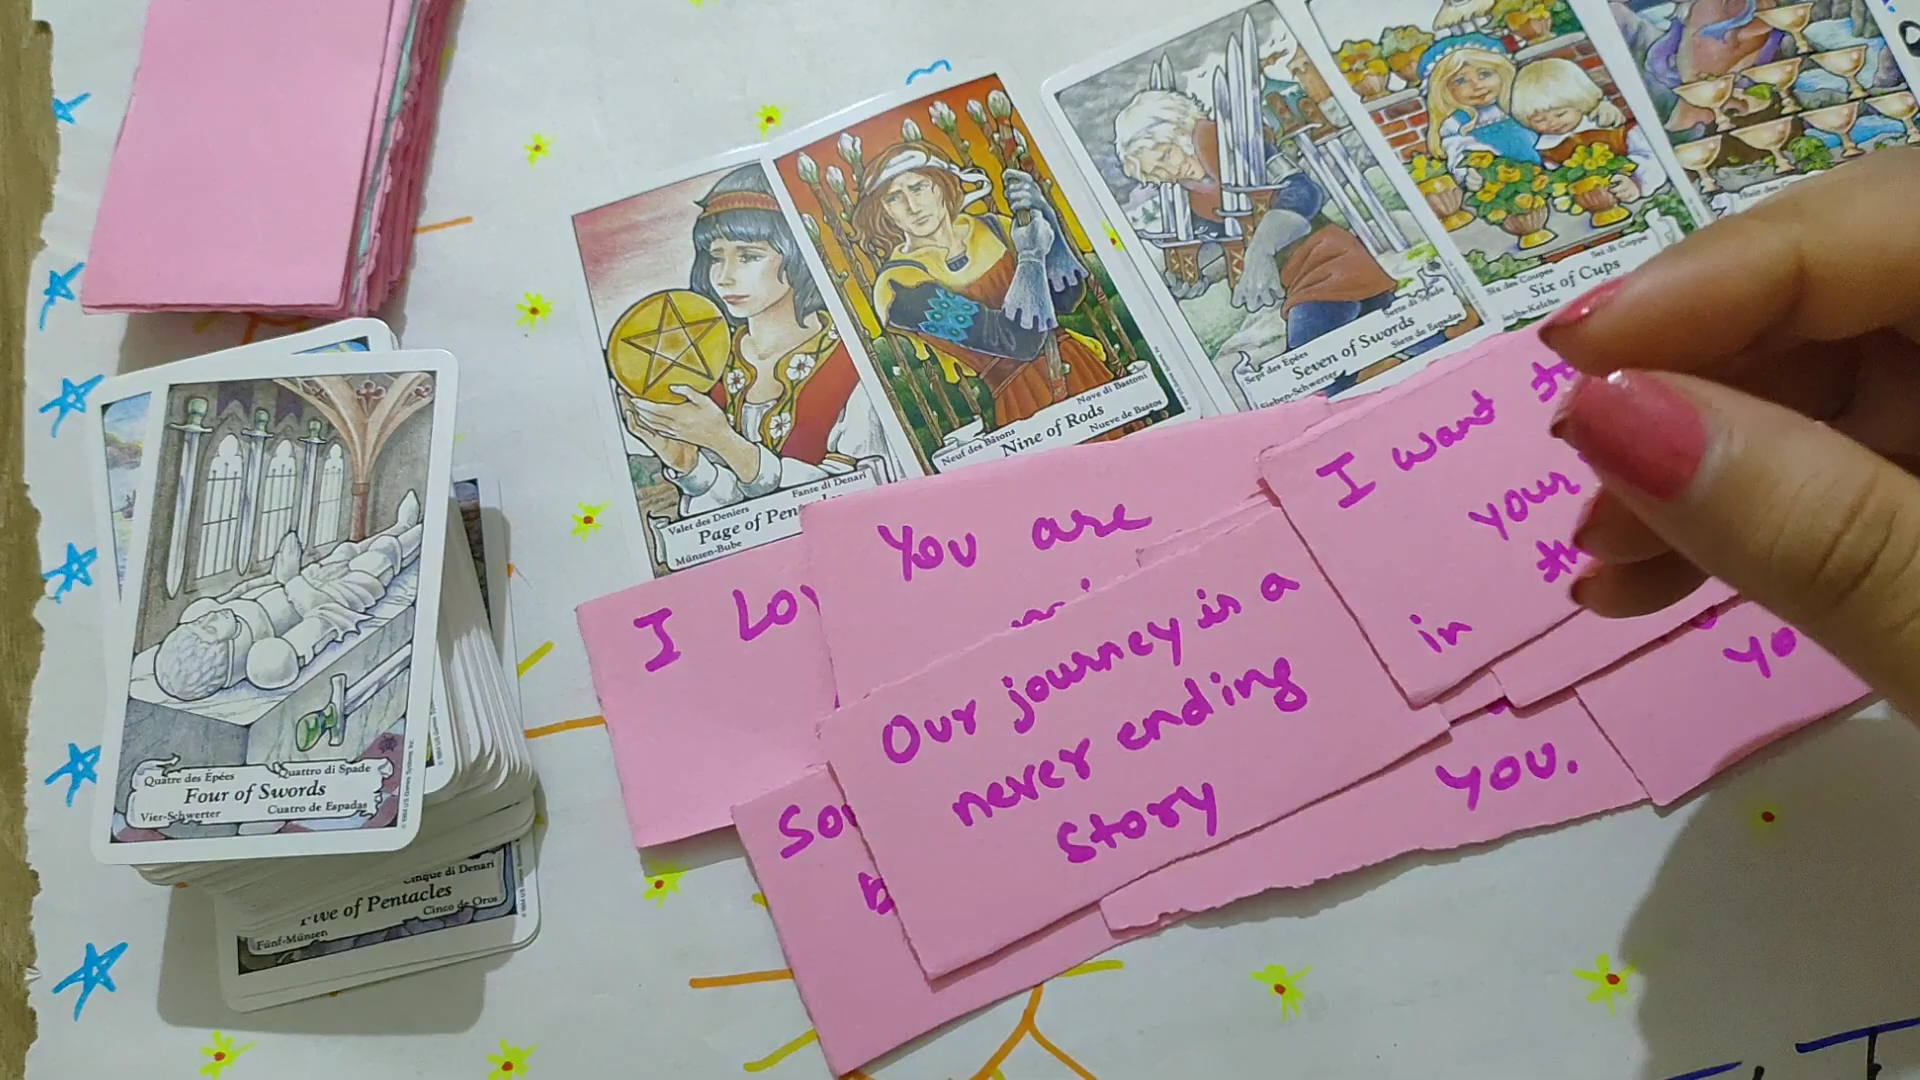 Valet des Deniers
Fante di Denari
Page of Pen
Münzen-Bube
Neuf des Bâtons
Nove di Bastoni
Nine of Rods
Nueve de Bastos
Sept des Épées
Sette di Spade
Seven of Swords
Sieben-Schwerter
Siete de Espadas
Six des Coupes
Set di Coppe
Six of Cups
Quatre des Epées
Quattro di Spade
Four of Swords
Vier-Schwerter
Cuatro de Espadas
Cinque di Denari
Five of Pentacles
Fünf-Münzen
Cinco de Oros
I Lov
You are
Our journey is a
never ending
story
I want to
your
in
you.